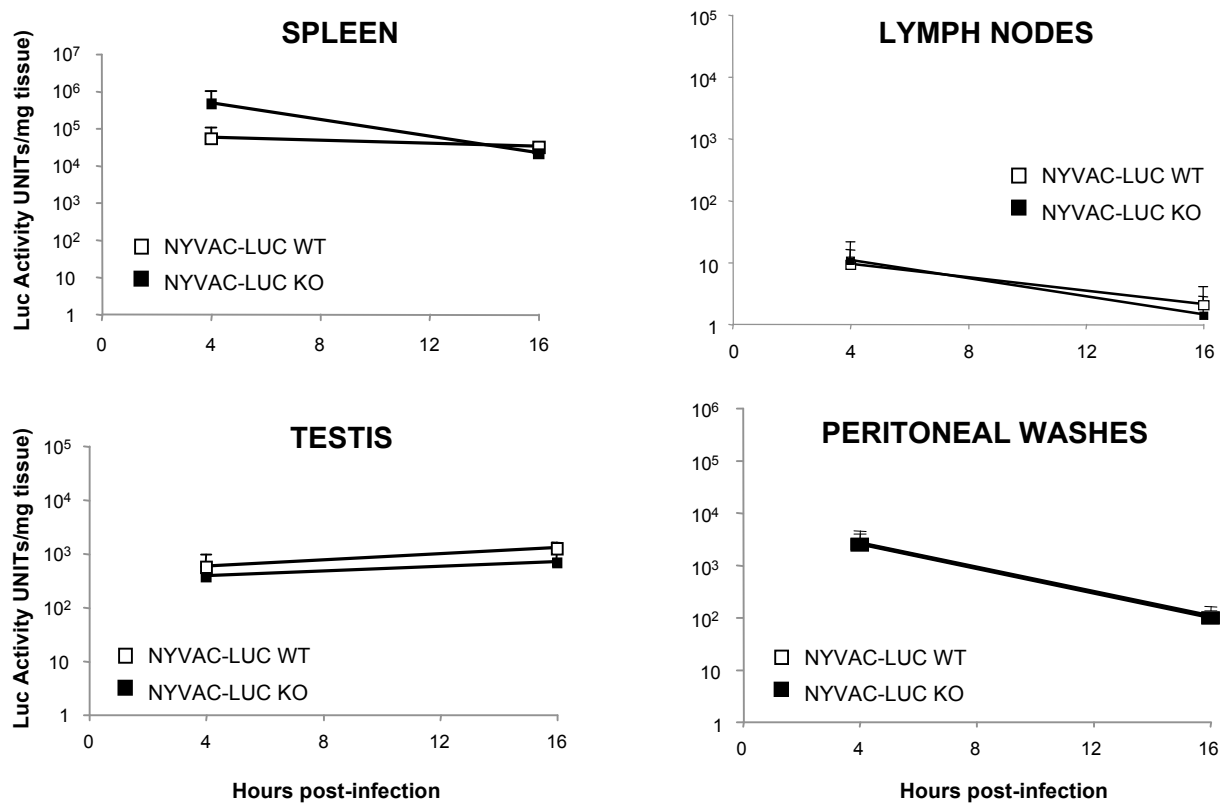 SPLEEN
Luc Activity UNITs/mg tissue)
10⁷
10⁶
10⁵
10⁴
10³
10²
10
1
NYVAC-LUC WT
NYVAC-LUC KO
0 4 8 12 16
LYMPH NODES
10⁵
10⁴
10³
10²
10
1
NYVAC-LUC WT
NYVAC-LUC KO
0 4 8 12 16
TESTIS
Luc Activity UNITs/mg tissue)
10⁵
10⁴
10³
10²
10
1
NYVAC-LUC WT
NYVAC-LUC KO
0 4 8 12 16
Hours post-infection
PERITONEAL WASHES
10⁶
10⁵
10⁴
10³
10²
10
1
NYVAC-LUC WT
NYVAC-LUC KO
0 4 8 12 16
Hours post-infection